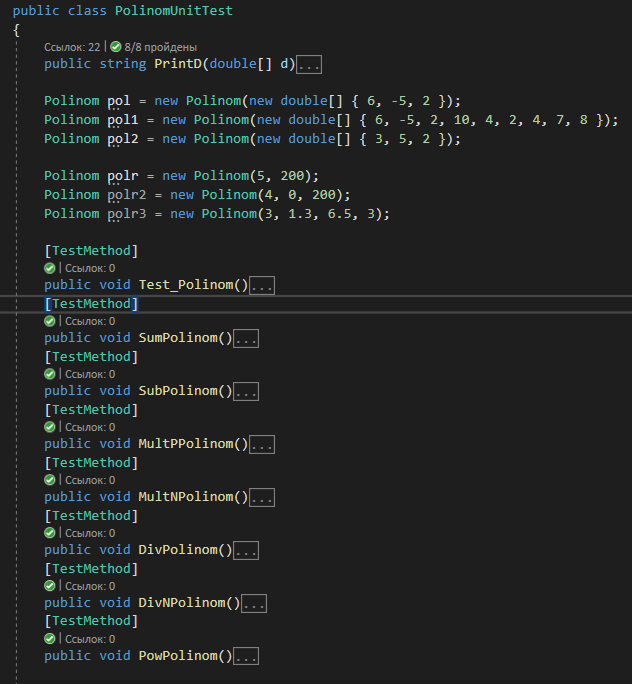 public class PolinomUnitTest
{
Ссылок: 22 | 8/8 пройдены
public string PrintD(double[] d)...
Polinom pol = new Polinom(new double[] { 6, -5, 2 });
Polinom pol1 = new Polinom(new double[] { 6, -5, 2, 10, 4, 2, 4, 7, 8 });
Polinom pol2 = new Polinom(new double[] { 3, 5, 2 });
Polinom polr = new Polinom(5, 200);
Polinom polr2 = new Polinom(4, 0, 200);
Polinom polr3 = new Polinom(3, 1.3, 6.5, 3);
[TestMethod]
| Ссылок: 0
public void Test_Polinom()...
[TestMethod]
| Ссылок: 0
public void SumPolinom()...
[TestMethod]
| Ссылок: 0
public void SubPolinom()...
[TestMethod]
| Ссылок: 0
public void MultPPolinom()...
[TestMethod]
| Ссылок: 0
public void MultNPolinom()...
[TestMethod]
| Ссылок: 0
public void DivPolinom()...
[TestMethod]
| Ссылок: 0
public void DivNPolinom()...
[TestMethod]
| Ссылок: 0
public void PowPolinom()...